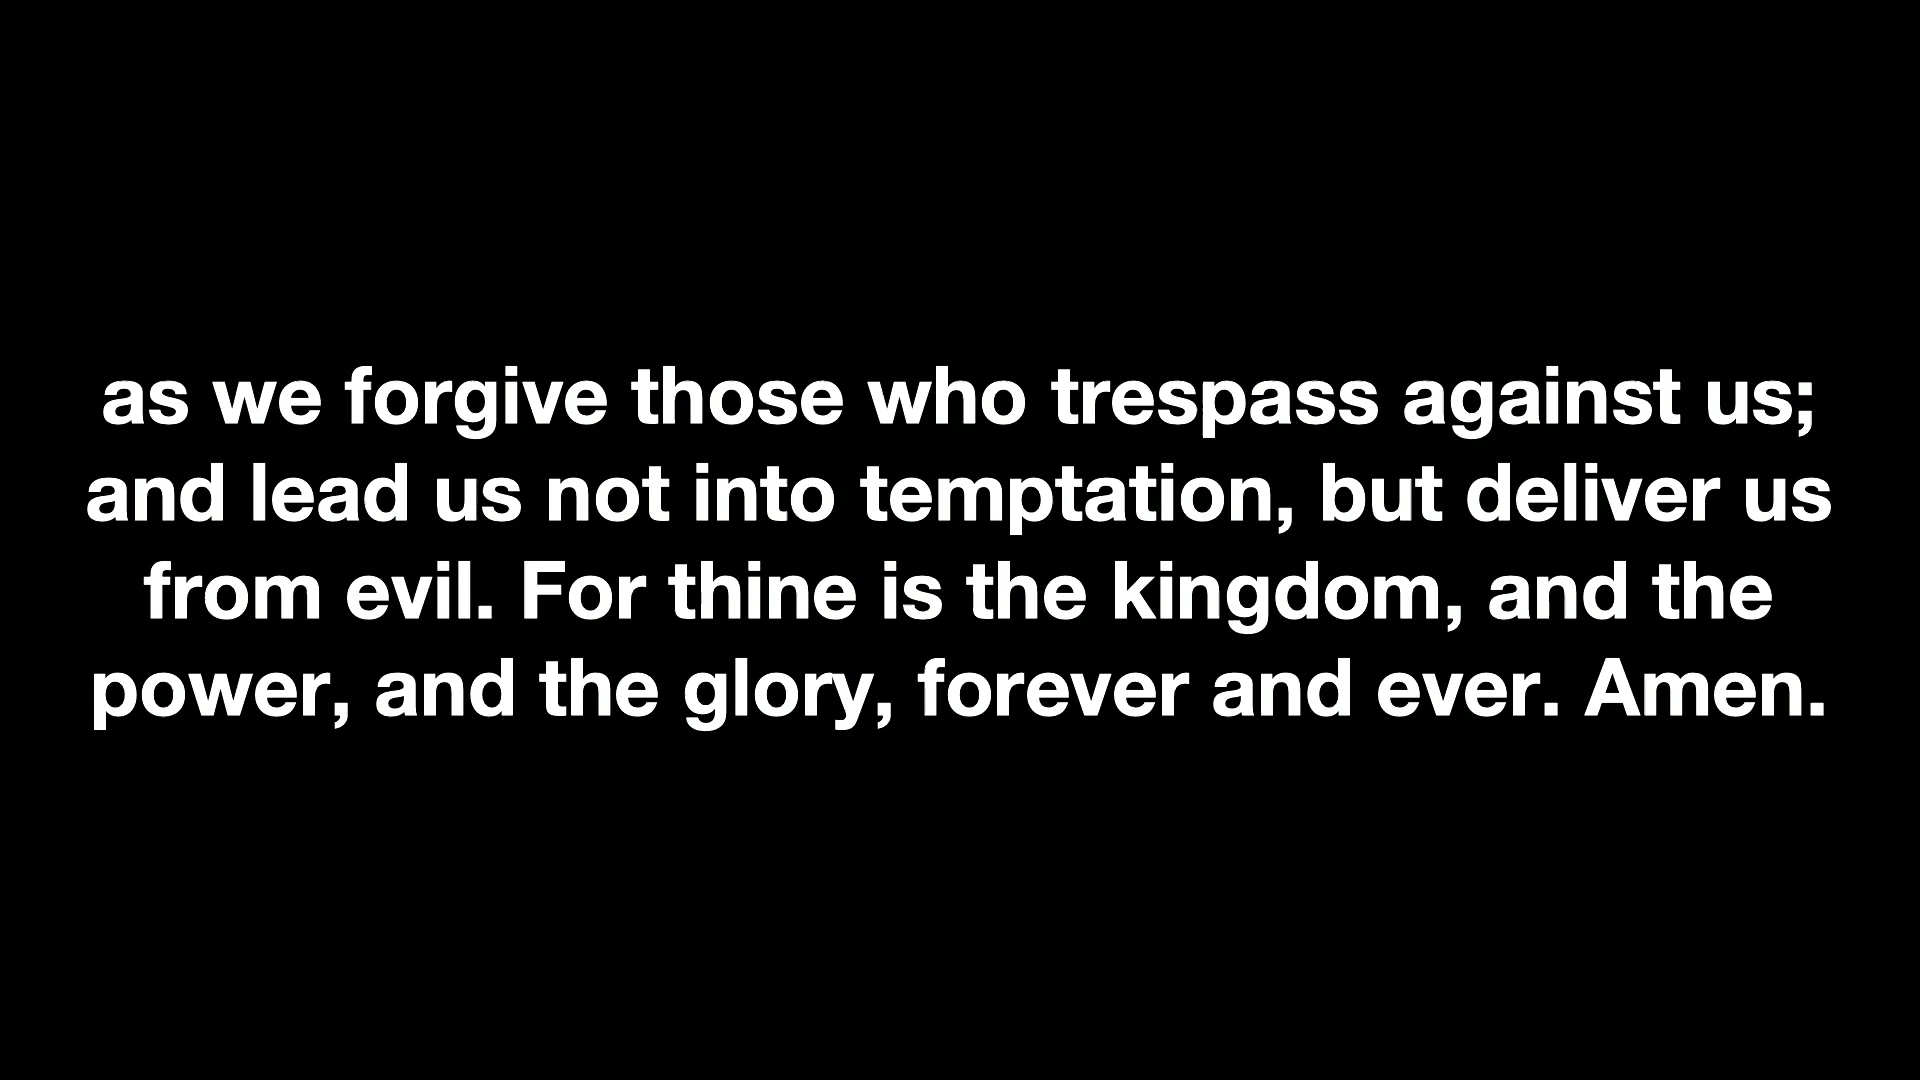 as we forgive those who trespass against us;
and lead us not into temptation, but deliver us
from evil. For thine is the kingdom, and the
power, and the glory, forever and ever. Amen.